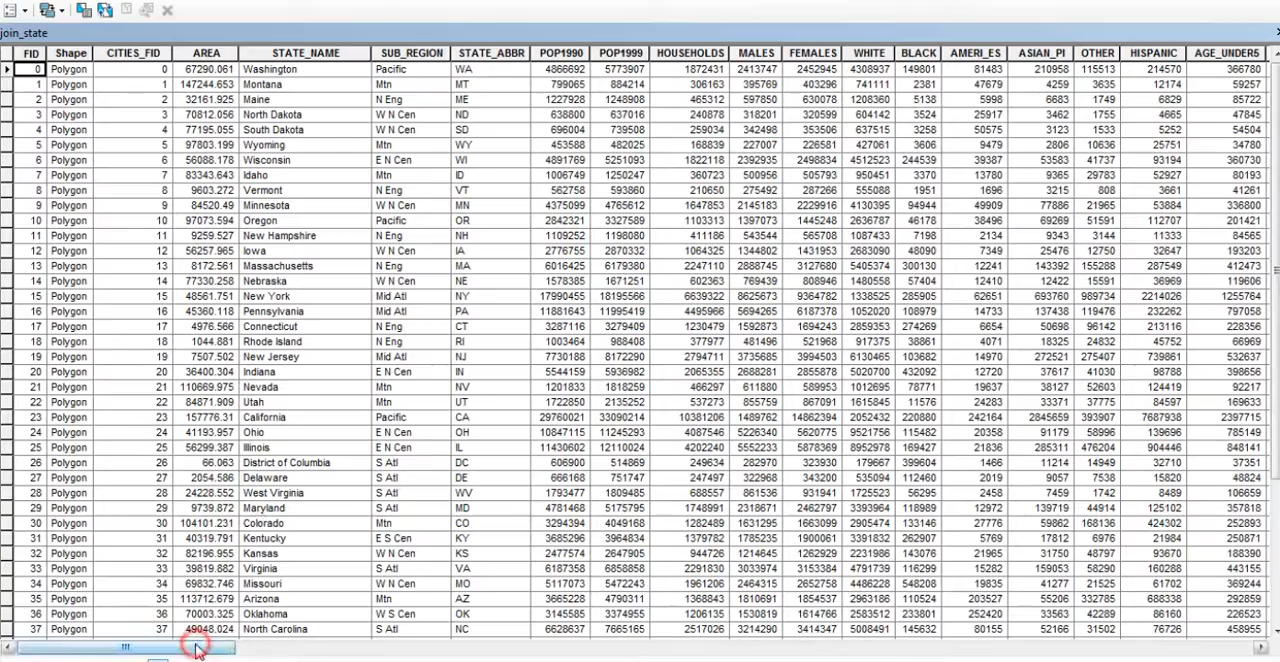 join_state
FID Shape CITIES_FID AREA STATE_NAME SUB_REGION STATE_ABBR POP1990 POP1999 HOUSEHOLDS MALES FEMALES WHITE BLACK AMERI_ES ASIAN_PI OTHER HISPANIC AGE_UNDER5
0 Polygon 0 67290.061 Washington Pacific WA 4866692 5773907 1872431 2413747 2452945 4308937 149801 81483 210958 115513 214570 366780
1 Polygon 1 147244.653 Montana Mtn MT 799065 884214 306163 395769 403296 741111 2381 47679 4259 3635 12174 59257
2 Polygon 2 32161.925 Maine N Eng ME 1227928 1248908 465312 597850 630078 1208360 5138 5998 6683 1749 6829 85722
3 Polygon 3 70812.056 North Dakota W N Cen ND 638800 637016 240878 318201 320599 604142 3524 25917 3462 1755 4665 47845
4 Polygon 4 77195.055 South Dakota W N Cen SD 696004 739508 259034 342498 353506 637515 3258 50575 3123 1533 5252 54504
5 Polygon 5 97803.199 Wyoming Mtn WY 453588 482025 168839 227007 226581 427061 3606 9479 2806 10636 25751 34780
6 Polygon 6 56088.178 Wisconsin E N Cen WI 4891769 5251093 1822118 2392935 2498834 4512523 244539 39387 53583 41737 93194 360730
7 Polygon 7 83343.643 Idaho Mtn ID 1006749 1250247 360723 500956 505793 950451 3370 13780 9365 29783 52927 80193
8 Polygon 8 9603.272 Vermont N Eng VT 562758 593860 210650 275492 287266 555088 1951 1696 3215 808 3661 41261
9 Polygon 9 84520.49 Minnesota W N Cen MN 4375099 4765612 1647853 2145183 2229916 4130395 94944 49909 77886 21965 53884 336800
10 Polygon 10 97073.594 Oregon Pacific OR 2842321 3327589 1103313 1397073 1445248 2636787 46178 38496 69269 51591 112707 201421
11 Polygon 11 9259.527 New Hampshire N Eng NH 1109252 1198080 411186 543544 565708 1087433 7198 2134 9343 3144 11333 84565
12 Polygon 12 56257.965 Iowa W N Cen IA 2776755 2870332 1064325 1344802 1431953 2683090 48090 7349 25476 12750 32647 193203
13 Polygon 13 8172.561 Massachusetts N Eng MA 6016425 6179380 2247110 2888745 3127680 5405374 300130 12241 143392 155288 287549 412473
14 Polygon 14 77330.258 Nebraska W N Cen NE 1578385 1671251 602363 769439 808946 1480558 57404 12410 12422 15591 36969 119606
15 Polygon 15 48561.751 New York Mid Atl NY 17990455 18195566 6639322 8625673 9364782 1338525 285905 62651 693760 989734 2214026 1255764
16 Polygon 16 45360.118 Pennsylvania Mid Atl PA 11881643 11995419 4495966 5694265 6187378 1052020 108979 14733 137438 119476 232262 797058
17 Polygon 17 4976.566 Connecticut N Eng CT 3287116 3279409 1230479 1592873 1694243 2859353 274269 6654 50698 96142 213116 228356
18 Polygon 18 1044.881 Rhode Island N Eng RI 1003464 988408 377977 481496 521968 917375 38861 4071 18325 24832 45752 66969
19 Polygon 19 7507.502 New Jersey Mid Atl NJ 7730188 8172290 2794711 3735685 3994503 6130465 103682 14970 272521 275407 739861 532637
20 Polygon 20 36400.304 Indiana E N Cen IN 5544159 5936982 2065355 2688281 2855878 5020700 432092 12720 37617 41030 98788 398656
21 Polygon 21 110669.975 Nevada Mtn NV 1201833 1818259 466297 611880 589953 1012695 78771 19637 38127 52603 124419 92217
22 Polygon 22 84871.909 Utah Mtn UT 1722850 2135252 537273 855759 867091 1615845 11576 24283 33371 37775 84597 169633
23 Polygon 23 157776.31 California Pacific CA 29760021 33090214 10381206 1489762 14862394 2052432 220880 242164 2845659 393907 7687938 2397715
24 Polygon 24 41193.957 Ohio E N Cen OH 10847115 11245293 4087546 5226340 5620775 9521756 115482 20358 91179 58996 139696 785149
25 Polygon 25 56299.387 Illinois E N Cen IL 11430602 12110024 4202240 5552233 5878369 8952978 169427 21836 285311 476204 904446 848141
26 Polygon 26 66.063 District of Columbia S Atl DC 606900 514869 249634 282970 323930 179667 399604 1466 11214 14949 32710 37351
27 Polygon 27 2054.586 Delaware S Atl DE 666168 751747 247497 322968 343200 535094 112460 2019 9057 7538 15820 48824
28 Polygon 28 24228.552 West Virginia S Atl WV 1793477 1809485 688557 861536 931941 1725523 56295 2458 7459 1742 8489 106659
29 Polygon 29 9739.872 Maryland S Atl MD 4781468 5175795 1748991 2318671 2462797 3393964 118989 12972 139719 44914 125102 357818
30 Polygon 30 104101.231 Colorado Mtn CO 3294394 4049168 1282489 1631295 1663099 2905474 133146 27776 59862 168136 424302 252893
31 Polygon 31 40319.791 Kentucky E S Cen KY 3685296 3964834 1379782 1785235 1900061 3391832 262907 5769 17812 6976 21984 250871
32 Polygon 32 82196.955 Kansas W N Cen KS 2477574 2647905 944726 1214645 1262929 2231986 143076 21965 31750 48797 93670 188390
33 Polygon 33 39819.882 Virginia S Atl VA 6187358 6858858 2291830 3033974 3153384 4791739 116299 15282 159053 58290 160288 443155
34 Polygon 34 69832.746 Missouri W N Cen MO 5117073 5472243 1961206 2464315 2652758 4486228 548208 19835 41277 21525 61702 369244
35 Polygon 35 113712.679 Arizona Mtn AZ 3665228 4790311 1368843 1810691 1854537 2963186 110524 203527 55206 332785 688338 292859
36 Polygon 36 70003.325 Oklahoma W S Cen OK 3145585 3374955 1206135 1530819 1614766 2583512 233801 252420 33563 42289 86160 226523
37 Polygon 37 49048.024 North Carolina S Atl NC 6628637 7665165 2517026 3214290 3414347 5008491 145632 80155 52166 31502 76726 458955